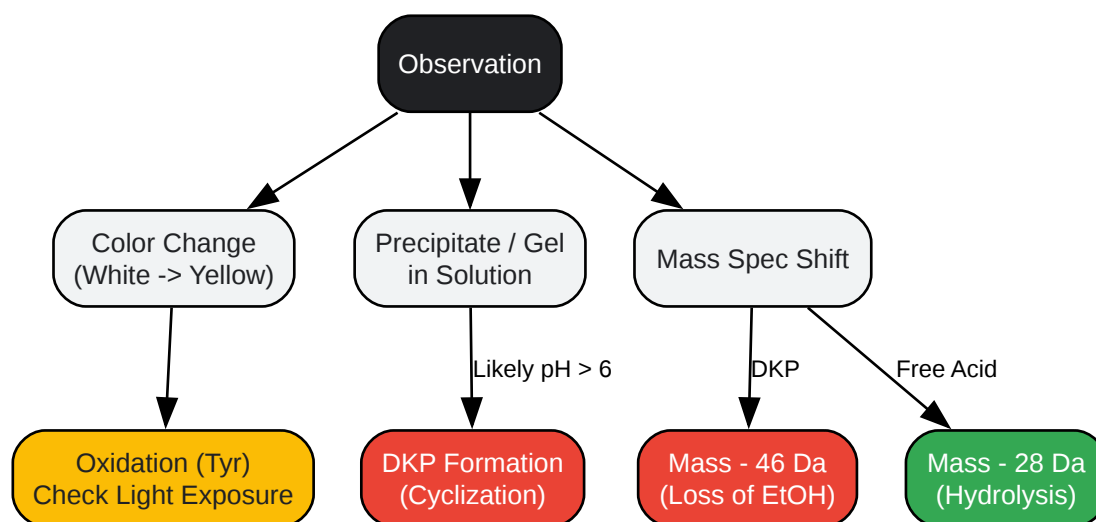 Observation
Color Change
(White -> Yellow)
Precipitate / Gel
in Solution
Mass Spec Shift
Likely pH > 6
DKP
Free Acid
Oxidation (Tyr)
Check Light Exposure
DKP Formation
(Cyclization)
Mass - 46 Da
(Loss of EtOH)
Mass - 28 Da
(Hydrolysis)